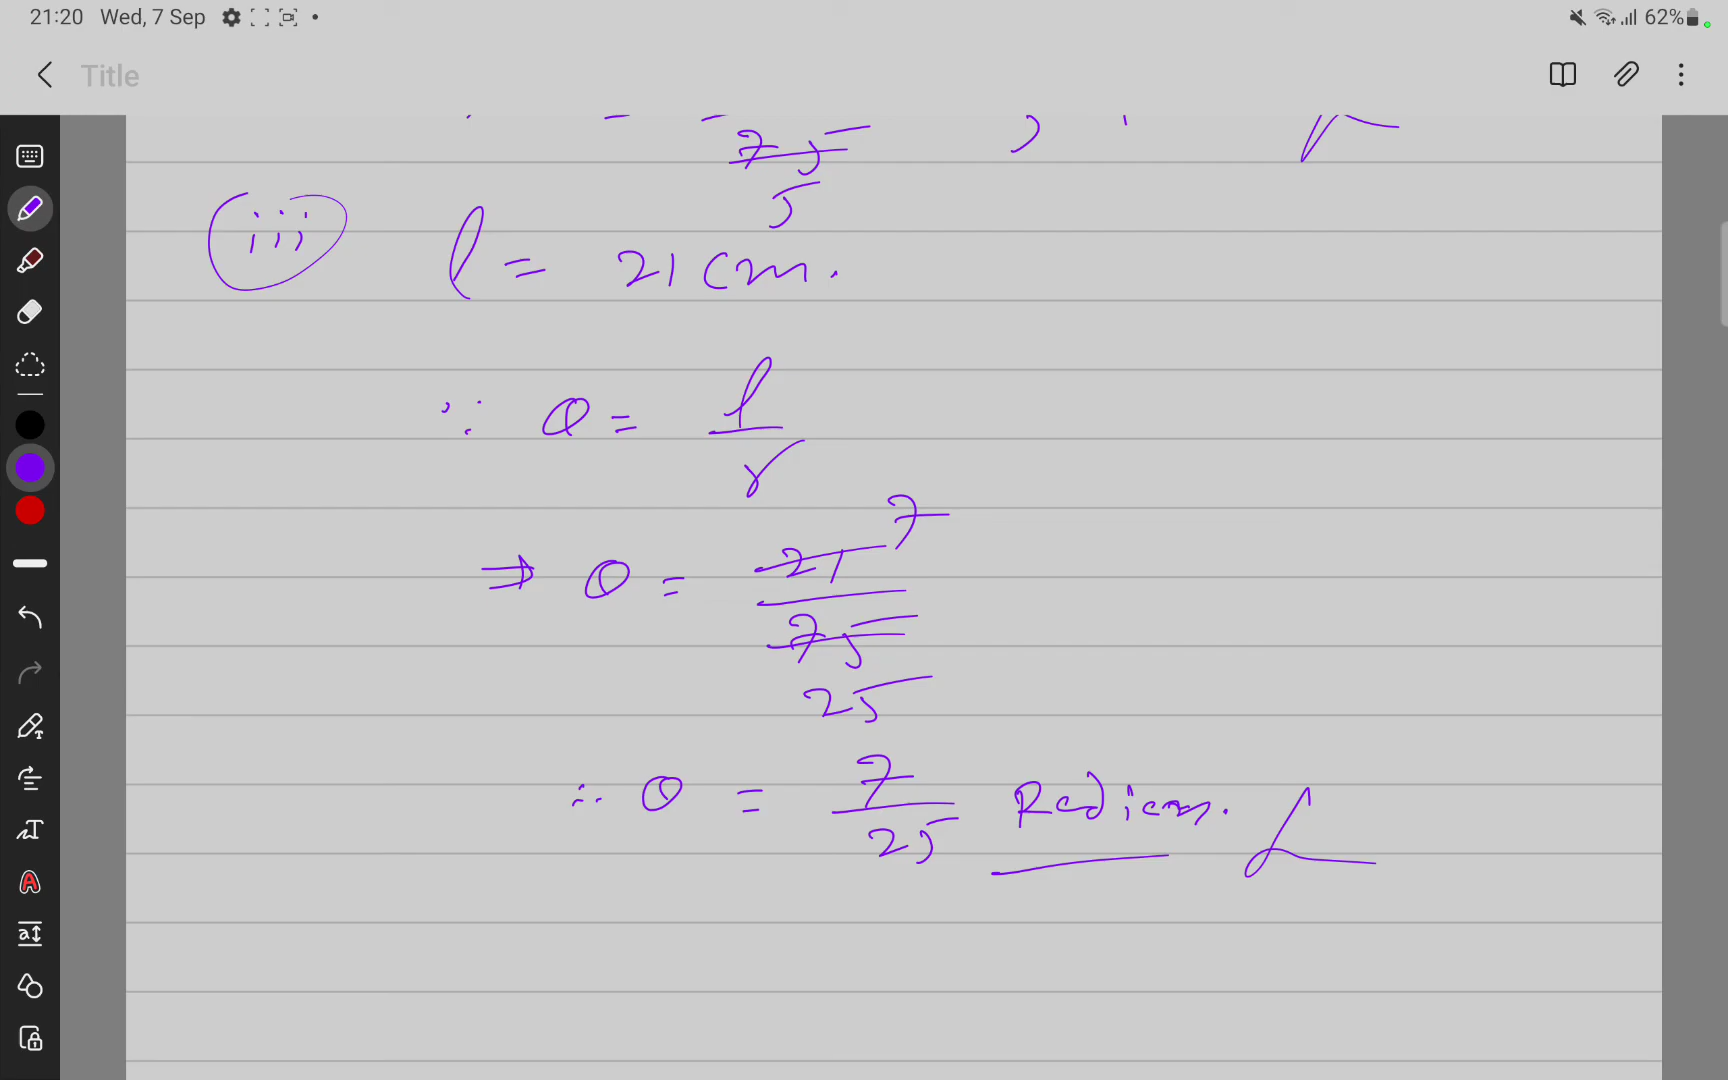 21:20 Wed, 7 Sep 62%
Title
= =
75
5
(iii) l = 21 cm.
∵ θ = l/r
⇒ θ = 21/75 7 25
∴ θ = 7/25 Radian.